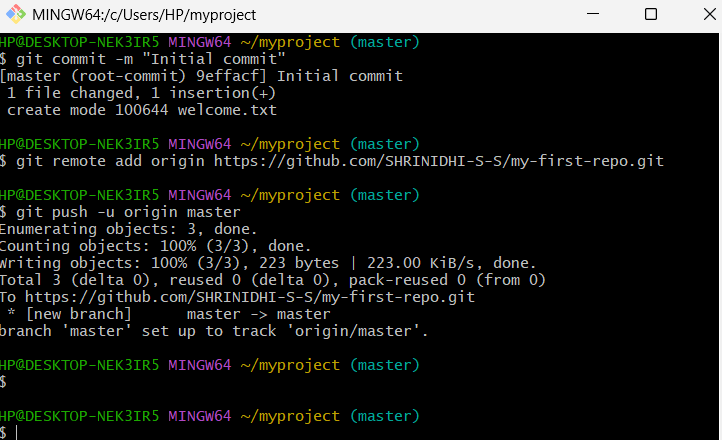 MINGW64:/c/Users/HP/myproject
HP@DESKTOP-NEK3IR5 MINGW64 ~/myproject (master)
$ git commit -m "Initial commit"
[master (root-commit) 9effacf] Initial commit
 1 file changed, 1 insertion(+)
 create mode 100644 welcome.txt
HP@DESKTOP-NEK3IR5 MINGW64 ~/myproject (master)
$ git remote add origin https://github.com/SHRINIDHI-S-S/my-first-repo.git
HP@DESKTOP-NEK3IR5 MINGW64 ~/myproject (master)
$ git push -u origin master
Enumerating objects: 3, done.
Counting objects: 100% (3/3), done.
Writing objects: 100% (3/3), 223 bytes | 223.00 KiB/s, done.
Total 3 (delta 0), reused 0 (delta 0), pack-reused 0 (from 0)
To https://github.com/SHRINIDHI-S-S/my-first-repo.git
 * [new branch]      master -> master
branch 'master' set up to track 'origin/master'.
HP@DESKTOP-NEK3IR5 MINGW64 ~/myproject (master)
$
HP@DESKTOP-NEK3IR5 MINGW64 ~/myproject (master)
$